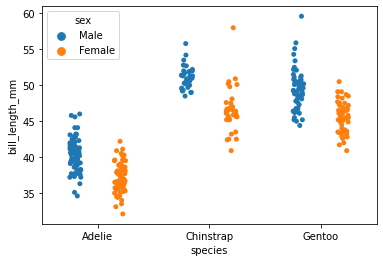 60
55
50
45
40
35
bill_length_mm
sex
Male
Female
Adelie
Chinstrap
Gentoo
species